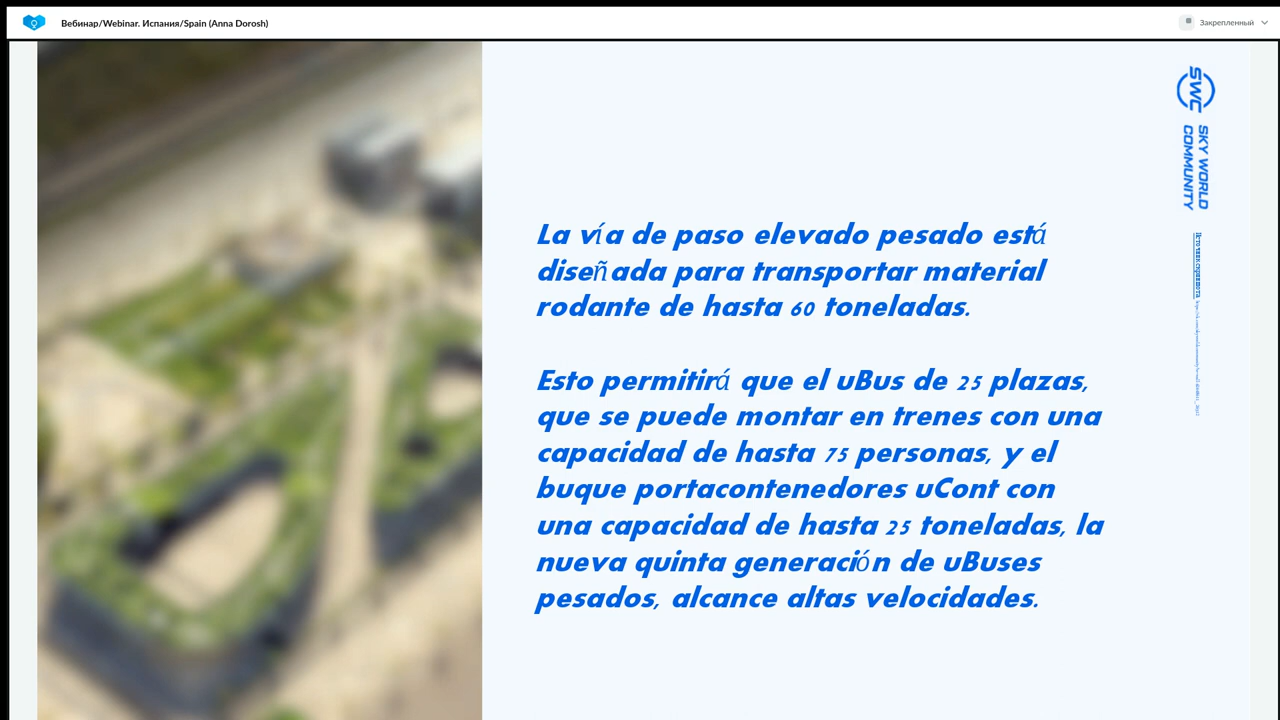 Вебинар/Webinar. Испания/Spain (Anna Dorosh)
Закрепленный
SWC
SKY WORLD
COMMUNITY
La vía de paso elevado pesado está
diseñada para transportar material
rodante de hasta 60 toneladas.
Esto permitirá que el uBus de 25 plazas,
que se puede montar en trenes con una
capacidad de hasta 75 personas, y el
buque portacontenedores uCont con
una capacidad de hasta 25 toneladas, la
nueva quinta generación de uBuses
pesados, alcance altas velocidades.